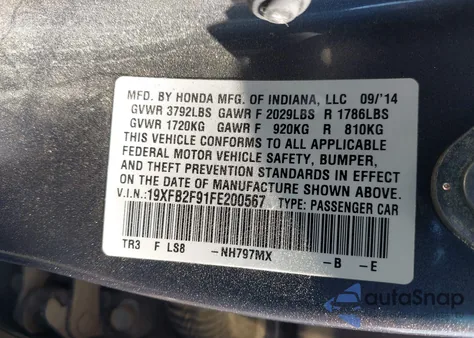 MFD. BY HONDA MFG. OF INDIANA, LLC 09/'14
GVWR 3792LBS GAWR F 2029LBS R 1786LBS
GVWR 1720KG GAWR F 920KG R 810KG
THIS VEHICLE CONFORMS TO ALL APPLICABLE
FEDERAL MOTOR VEHICLE SAFETY, BUMPER,
AND THEFT PREVENTION STANDARDS IN EFFECT
ON THE DATE OF MANUFACTURE SHOWN ABOVE.
V.I.N.:19XFB2F91FE200567 TYPE: PASSENGER CAR
TR3 F LS8 -NH797MX -B -E
autoSnap